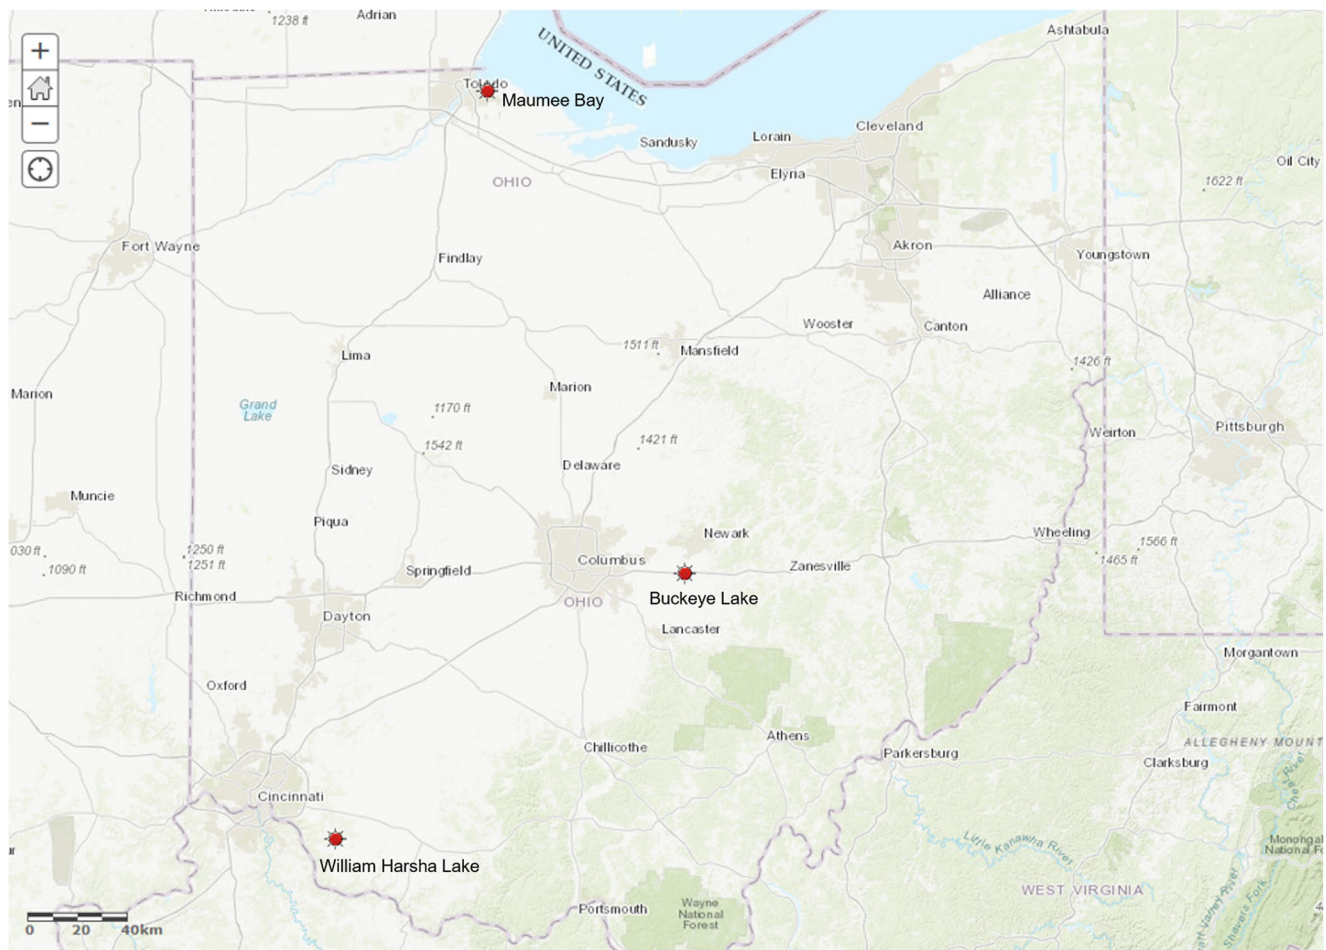 Adrian
1238 ft
Ashtabula
UNITED STATES
Toledo
Maumee Bay
Cleveland
Lorain
Sandusky
Oil City
Elyria
OHIO
1622 ft
Fort Wayne
Akron
Findlay
Youngstown
Alliance
Wooster
Canton
1511 ft
Mansfield
Lima
1426 ft
Marion
Marion
Grand
Lake
1170 ft
Pittsburgh
Weirton
1421 ft
1542 ft
Delaware
Sidney
Muncie
Piqua
Newark
Wheeling
1566 ft
030 ft
1250 ft
1251 ft
1465 ft
Columbus
Zanesville
1090 ft
Springfield
Richmond
Buckeye Lake
OHIO
Dayton
Lancaster
Morgantown
Oxford
Fairmont
Athens
ALLEGHENY MOUNT
Chillicothe
Parkersburg
Clarksburg
Cincinnati
Little Kanawha River
William Harsha Lake
Monongal
National Fo
WEST VIRGINIA
Portsmouth
Wayne
National
Forest
Shavers Fork
0 20 40km